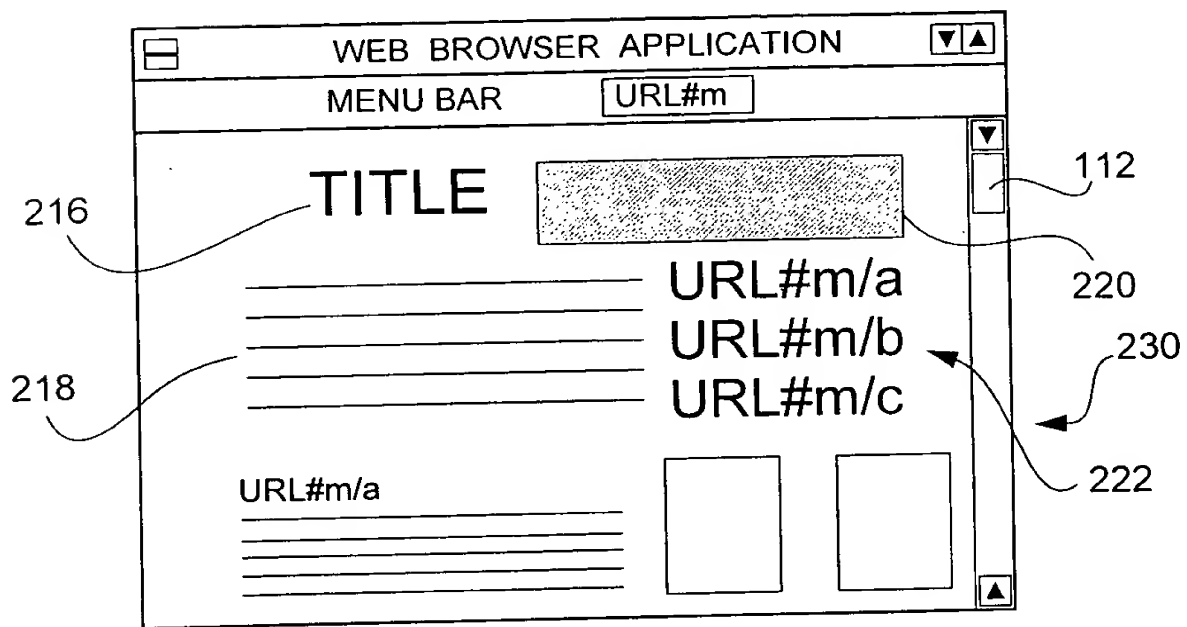 WEB BROWSER APPLICATION
MENU BAR URL#m
TITLE
112
216
220
URL#m/a
URL#m/b
230
218
URL#m/c
222
URL#m/a